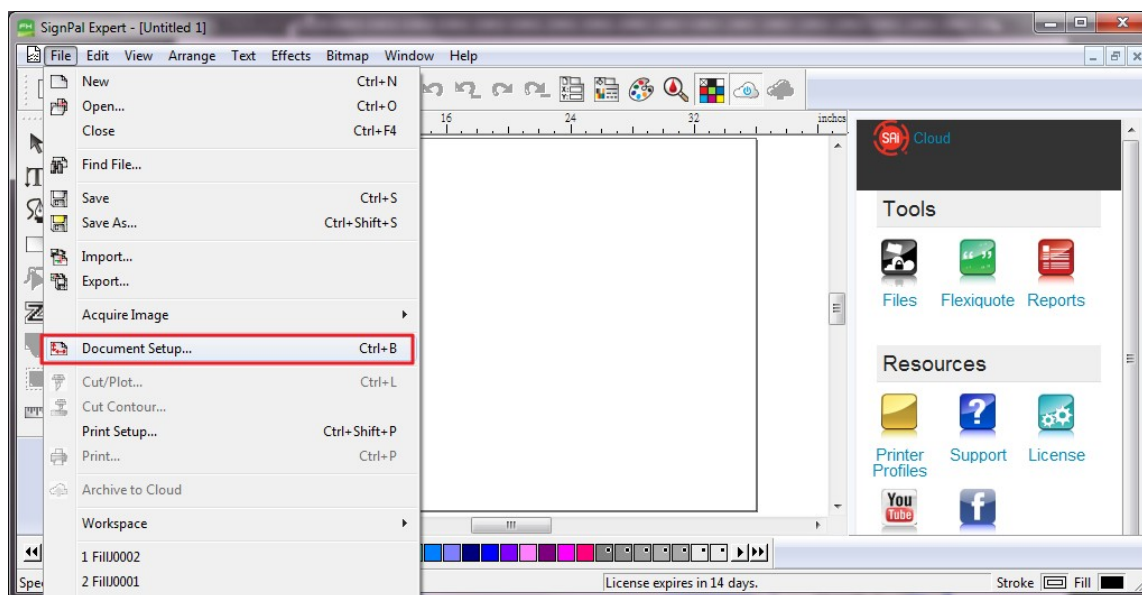 SignPal Expert - [Untitled 1]
File Edit View Arrange Text Effects Bitmap Window Help
New Ctrl+N
Open... Ctrl+O
Close Ctrl+F4
Find File...
Save Ctrl+S
Save As... Ctrl+Shift+S
Import...
Export...
Acquire Image
Document Setup... Ctrl+B
Cut/Plot... Ctrl+L
Cut Contour...
Print Setup... Ctrl+Shift+P
Print... Ctrl+P
Archive to Cloud
Workspace
1 FillJ0002
2 FillJ0001
16 24 32 inches
SAi Cloud
Tools
Files Flexiquote Reports
Resources
Printer Profiles Support License
You Tube f
License expires in 14 days.
Stroke Fill